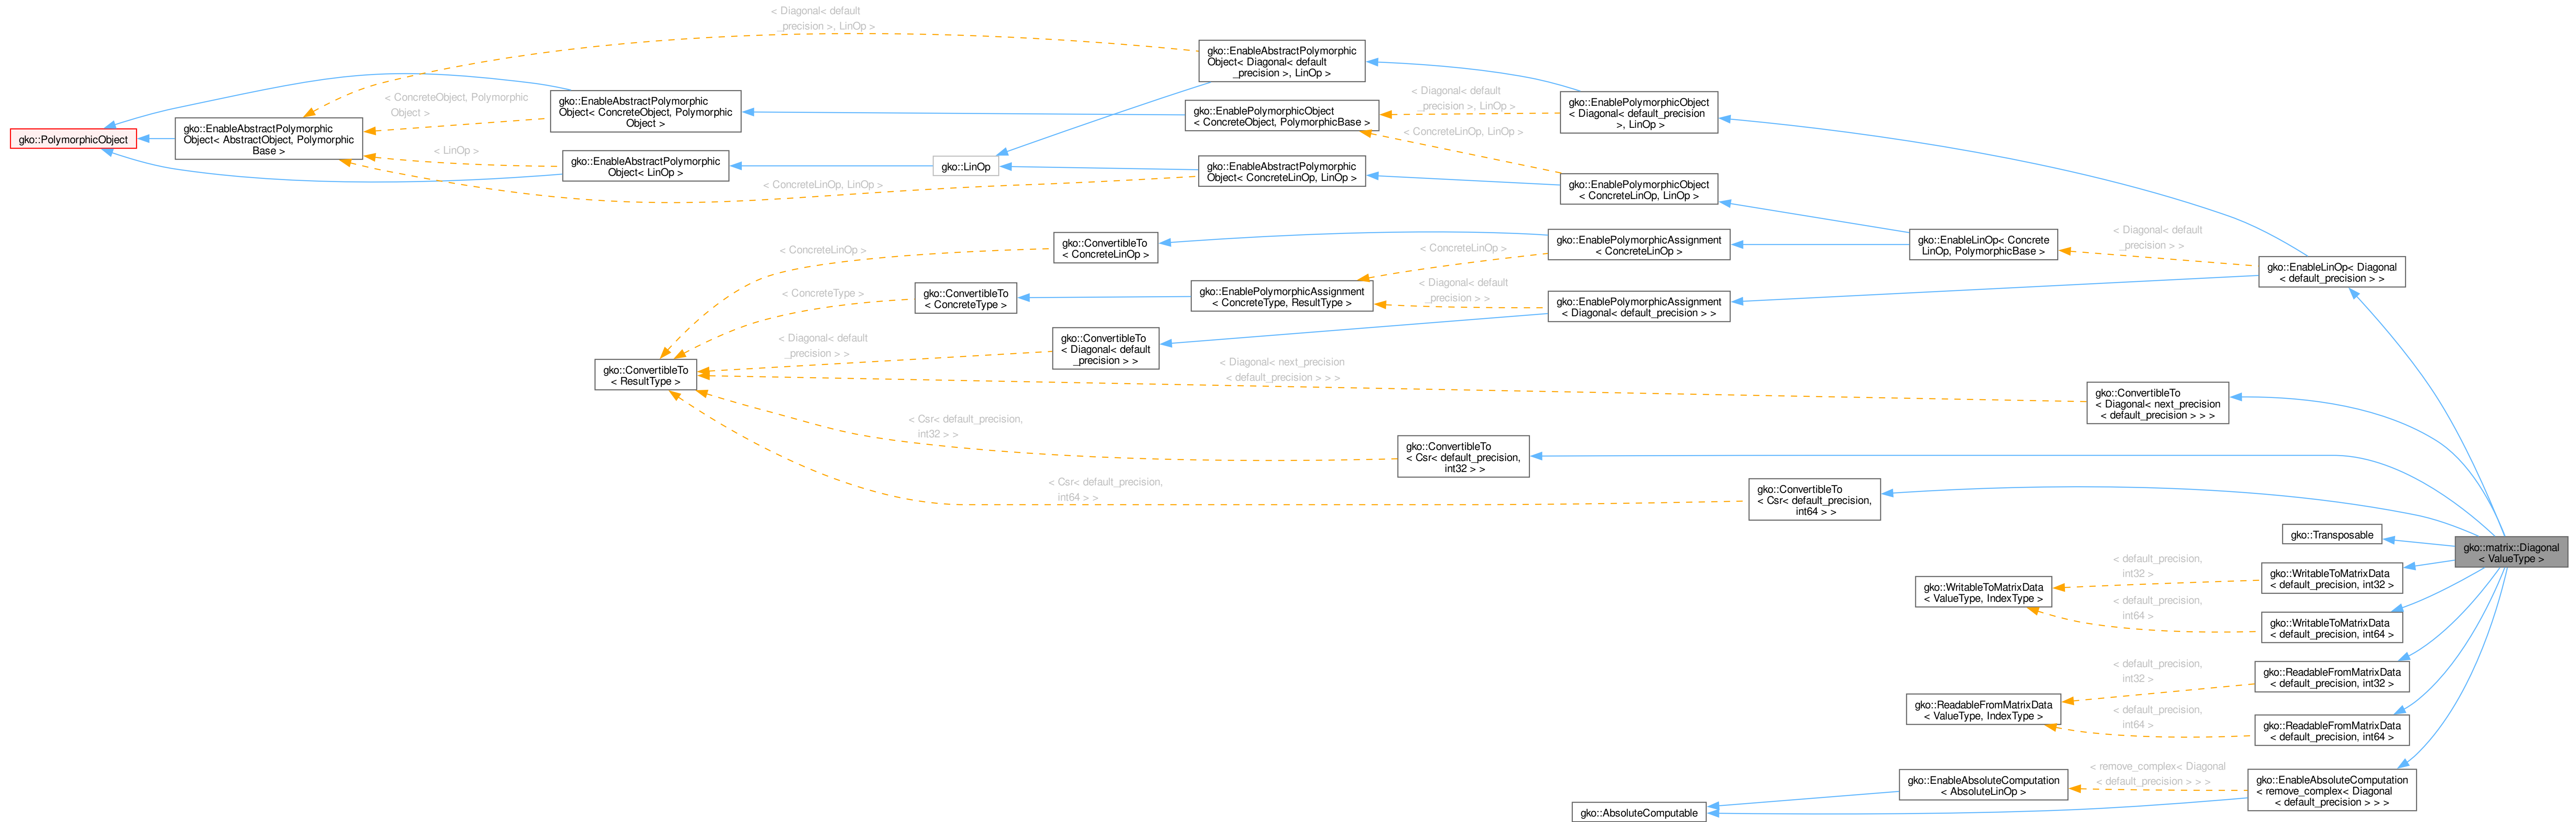 < Diagonal< default
_precision >, LinOp >
gko::EnableAbstractPolymorphic
Object< Diagonal< default
_precision >, LinOp >
< ConcreteObject, Polymorphic
Object >
gko::EnableAbstractPolymorphic
Object< ConcreteObject, Polymorphic
Object >
gko::EnablePolymorphicObject
< ConcreteObject, PolymorphicBase >
< Diagonal< default
_precision >, LinOp >
gko::EnablePolymorphicObject
< Diagonal< default_precision
>, LinOp >
gko::PolymorphicObject
gko::EnableAbstractPolymorphic
Object< AbstractObject, Polymorphic
Base >
< LinOp >
gko::EnableAbstractPolymorphic
Object< LinOp >
gko::LinOp
< ConcreteLinOp, LinOp >
gko::EnableAbstractPolymorphic
Object< ConcreteLinOp, LinOp >
< ConcreteLinOp, LinOp >
gko::EnablePolymorphicObject
< ConcreteLinOp, LinOp >
< ConcreteLinOp >
gko::ConvertibleTo
< ConcreteLinOp >
< ConcreteLinOp >
gko::EnablePolymorphicAssignment
< ConcreteLinOp >
gko::EnableLinOp< Concrete
LinOp, PolymorphicBase >
< Diagonal< default
_precision > >
gko::EnableLinOp< Diagonal
< default_precision > >
< ConcreteType >
gko::ConvertibleTo
< ConcreteType >
gko::EnablePolymorphicAssignment
< ConcreteType, ResultType >
< Diagonal< default
_precision > >
gko::EnablePolymorphicAssignment
< Diagonal< default_precision > >
< Diagonal< default
_precision > >
gko::ConvertibleTo
< Diagonal< default
_precision > >
gko::ConvertibleTo
< ResultType >
< Diagonal< next_precision
< default_precision > > >
gko::ConvertibleTo
< Diagonal< next_precision
< default_precision > > >
< Csr< default_precision,
int32 > >
gko::ConvertibleTo
< Csr< default_precision,
int32 > >
< Csr< default_precision,
int64 > >
gko::ConvertibleTo
< Csr< default_precision,
int64 > >
gko::Transposable
gko::matrix::Diagonal
< ValueType >
gko::WritableToMatrixData
< ValueType, IndexType >
< default_precision,
int32 >
gko::WritableToMatrixData
< default_precision, int32 >
< default_precision,
int64 >
gko::WritableToMatrixData
< default_precision, int64 >
gko::ReadableFromMatrixData
< ValueType, IndexType >
< default_precision,
int32 >
gko::ReadableFromMatrixData
< default_precision, int32 >
< default_precision,
int64 >
gko::ReadableFromMatrixData
< default_precision, int64 >
gko::AbsoluteComputable
gko::EnableAbsoluteComputation
< AbsoluteLinOp >
< remove_complex< Diagonal
< default_precision > > >
gko::EnableAbsoluteComputation
< remove_complex< Diagonal
< default_precision > > >